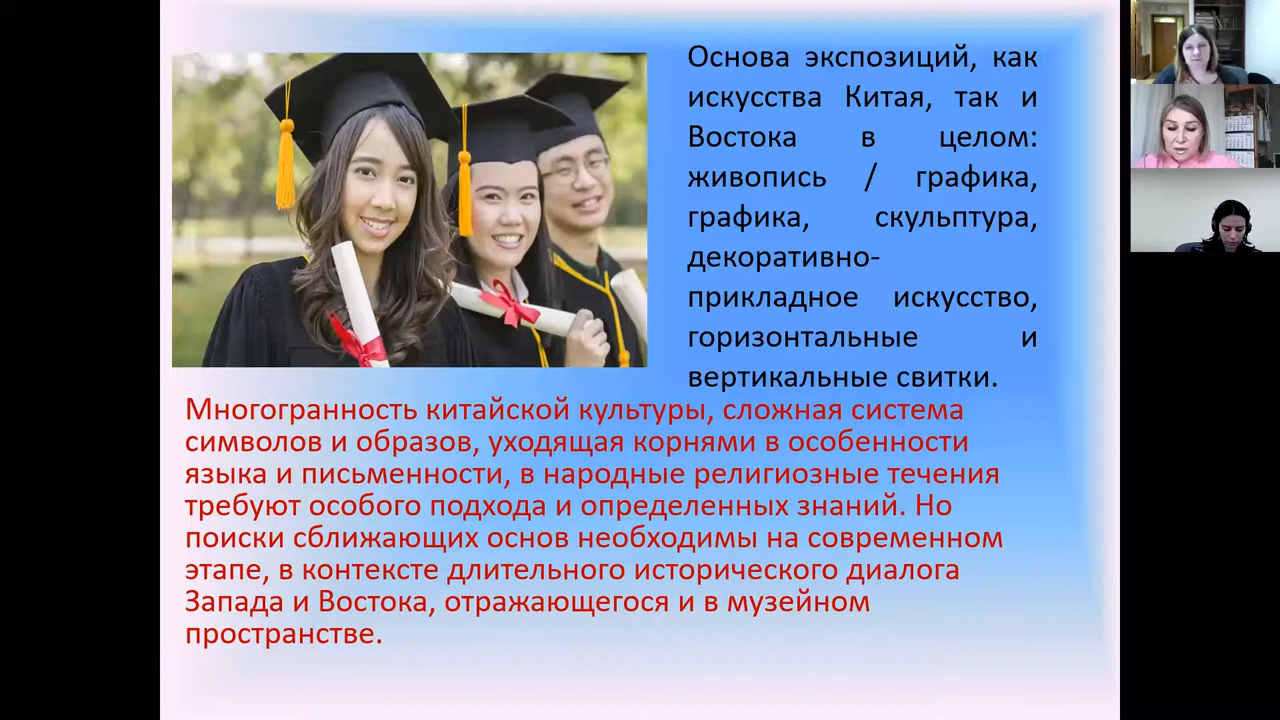 Основа экспозиций, как
искусства Китая, так и
Востока в целом:
живопись / графика,
графика, скульптура,
декоративно-
прикладное искусство,
горизонтальные и
вертикальные свитки.
Многогранность китайской культуры, сложная система
символов и образов, уходящая корнями в особенности
языка и письменности, в народные религиозные течения
требуют особого подхода и определенных знаний. Но
поиски сближающих основ необходимы на современном
этапе, в контексте длительного исторического диалога
Запада и Востока, отражающегося и в музейном
пространстве.